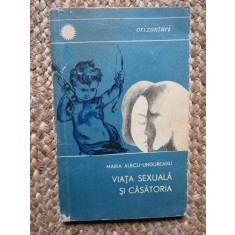 orizonturi
MARIA ALECU-UNGUREANU
VIAȚA SEXUALĂ
ȘI CĂSĂTORIA